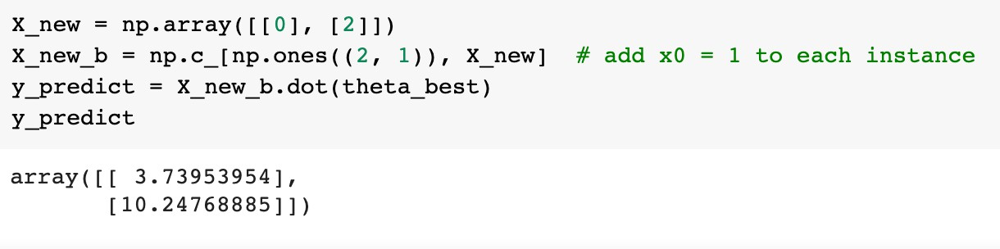 X_new = np.array([[0], [2]])
X_new_b = np.c_[np.ones((2, 1)), X_new]  # add x0 = 1 to each instance
y_predict = X_new_b.dot(theta_best)
y_predict
array([[ 3.73953954],
       [10.24768885]])